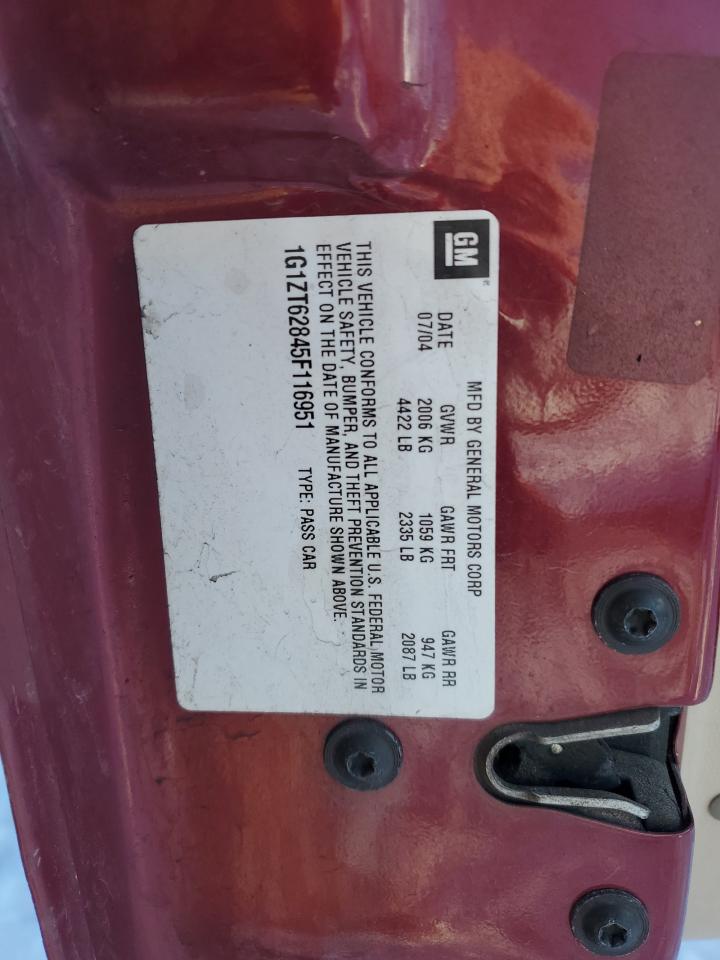 GM
MFD BY GENERAL MOTORS CORP
DATE GVWR GAWR FRT GAWR RR
07/04 2006 KG 1059 KG 947 KG
4422 LB 2335 LB 2087 LB
THIS VEHICLE CONFORMS TO ALL APPLICABLE U.S. FEDERAL MOTOR
VEHICLE SAFETY, BUMPER, AND THEFT PREVENTION STANDARDS IN
EFFECT ON THE DATE OF MANUFACTURE SHOWN ABOVE.
1G1ZT62845F116951 TYPE: PASS CAR